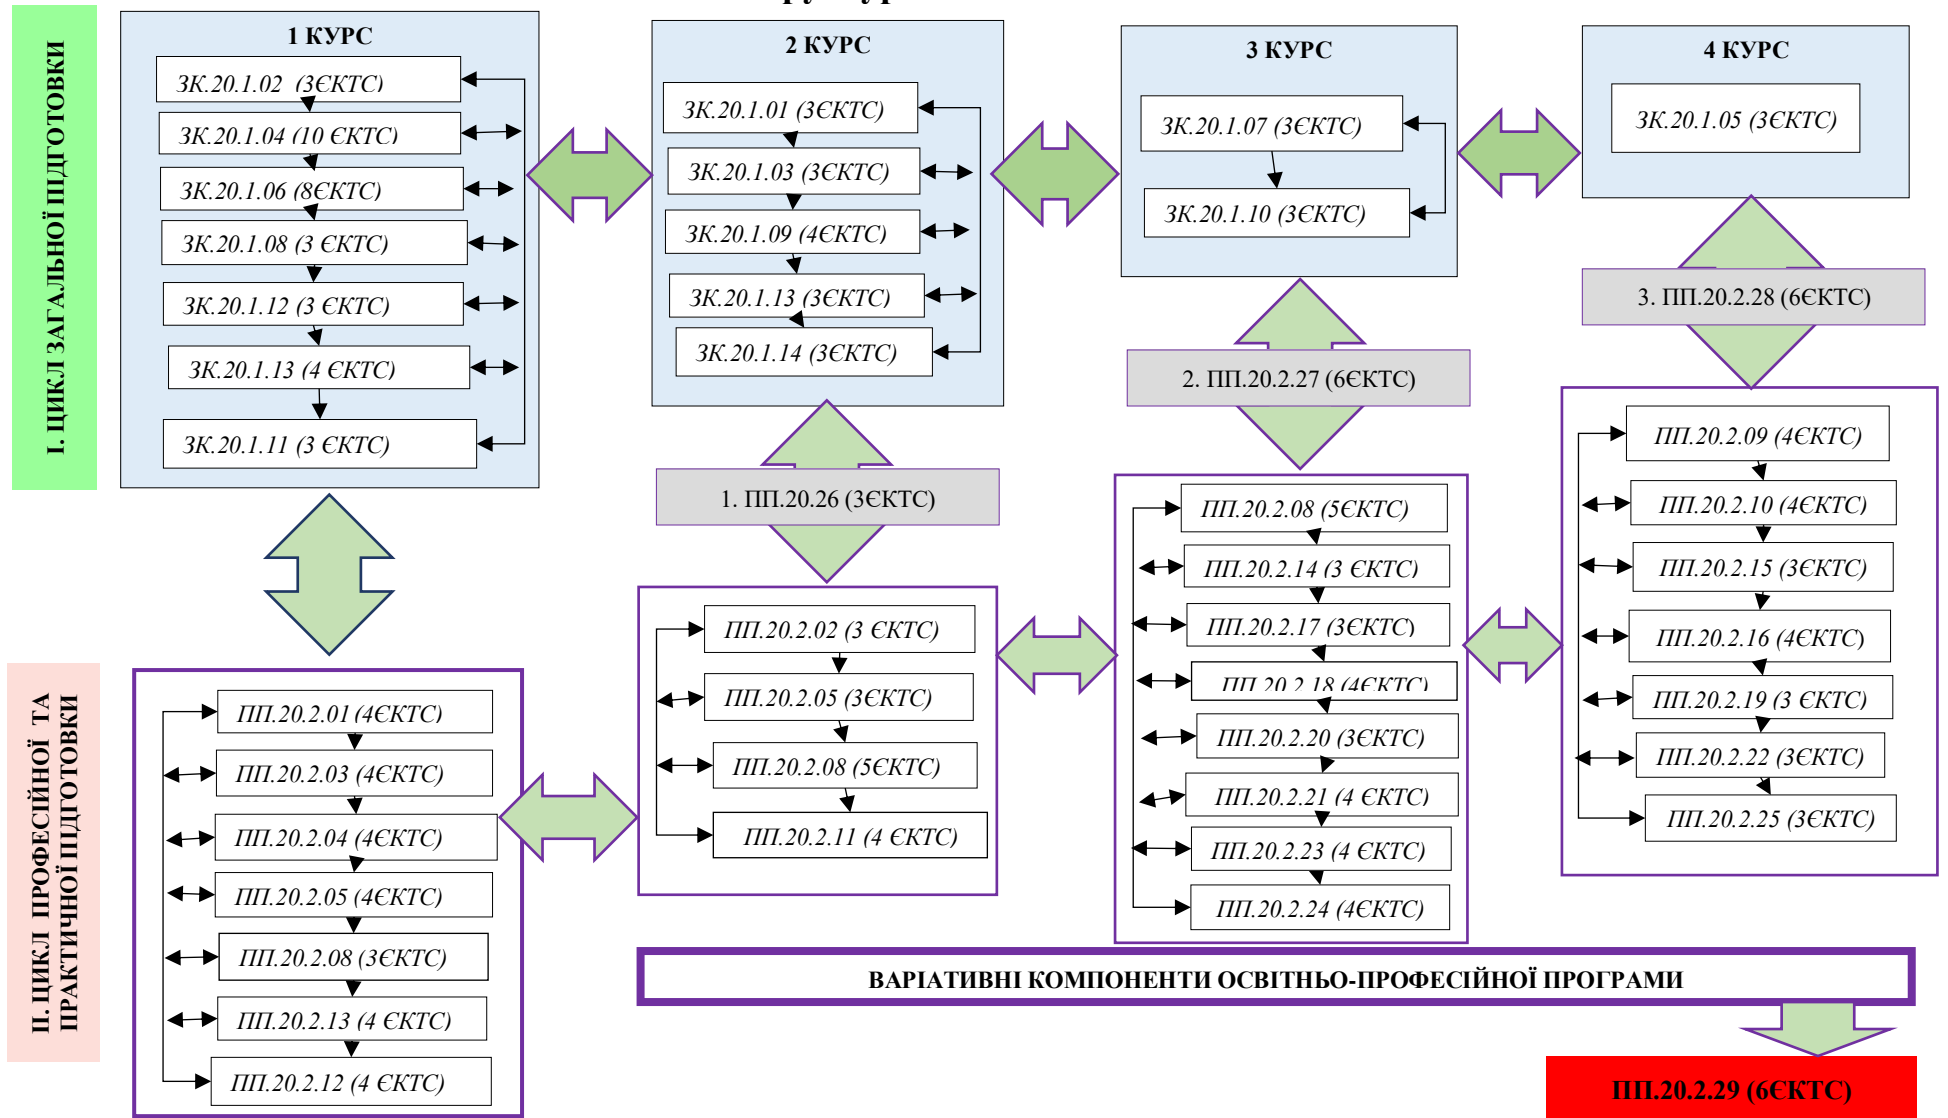 І. ЦИКЛ ЗАГАЛЬНОЇ ПІДГОТОВКИ
1 КУРС
ЗК.20.1.02 (3ЄКТС)
ЗК.20.1.04 (10 ЄКТС)
ЗК.20.1.06 (8ЄКТС)
ЗК.20.1.08 (3 ЄКТС)
ЗК.20.1.12 (3 ЄКТС)
ЗК.20.1.13 (4 ЄКТС)
ЗК.20.1.11 (3 ЄКТС)
2 КУРС
ЗК.20.1.01 (3ЄКТС)
ЗК.20.1.03 (3ЄКТС)
ЗК.20.1.09 (4ЄКТС)
ЗК.20.1.13 (3ЄКТС)
ЗК.20.1.14 (3ЄКТС)
3 КУРС
ЗК.20.1.07 (3ЄКТС)
ЗК.20.1.10 (3ЄКТС)
4 КУРС
ЗК.20.1.05 (3ЄКТС)
1. ПП.20.26 (3ЄКТС)
2. ПП.20.2.27 (6ЄКТС)
3. ПП.20.2.28 (6ЄКТС)
ІІ. ЦИКЛ ПРОФЕСІЙНОЇ ТА
ПРАКТИЧНОЇ ПІДГОТОВКИ
ПП.20.2.01 (4ЄКТС)
ПП.20.2.03 (4ЄКТС)
ПП.20.2.04 (4ЄКТС)
ПП.20.2.05 (4ЄКТС)
ПП.20.2.08 (3ЄКТС)
ПП.20.2.13 (4 ЄКТС)
ПП.20.2.12 (4 ЄКТС)
ПП.20.2.02 (3 ЄКТС)
ПП.20.2.05 (3ЄКТС)
ПП.20.2.08 (5ЄКТС)
ПП.20.2.11 (4 ЄКТС)
ПП.20.2.08 (5ЄКТС)
ПП.20.2.14 (3 ЄКТС)
ПП.20.2.17 (3ЄКТС)
ПП.20.2.18 (4ЄКТС)
ПП.20.2.20 (3ЄКТС)
ПП.20.2.21 (4 ЄКТС)
ПП.20.2.23 (4 ЄКТС)
ПП.20.2.24 (4ЄКТС)
ПП.20.2.09 (4ЄКТС)
ПП.20.2.10 (4ЄКТС)
ПП.20.2.15 (3ЄКТС)
ПП.20.2.16 (4ЄКТС)
ПП.20.2.19 (3 ЄКТС)
ПП.20.2.22 (3ЄКТС)
ПП.20.2.25 (3ЄКТС)
ВАРІАТИВНІ КОМПОНЕНТИ ОСВІТНЬО-ПРОФЕСІЙНОЇ ПРОГРАМИ
ПП.20.2.29 (6ЄКТС)